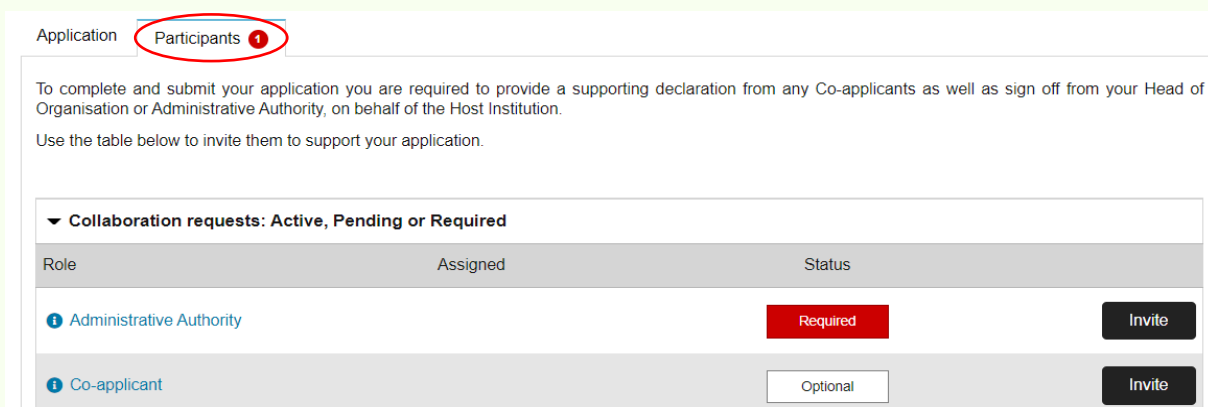 Application Participants 1
To complete and submit your application you are required to provide a supporting declaration from any Co-applicants as well as sign off from your Head of
Organisation or Administrative Authority, on behalf of the Host Institution.
Use the table below to invite them to support your application.
Collaboration requests: Active, Pending or Required
Role Assigned Status
Administrative Authority Required Invite
Co-applicant Optional Invite